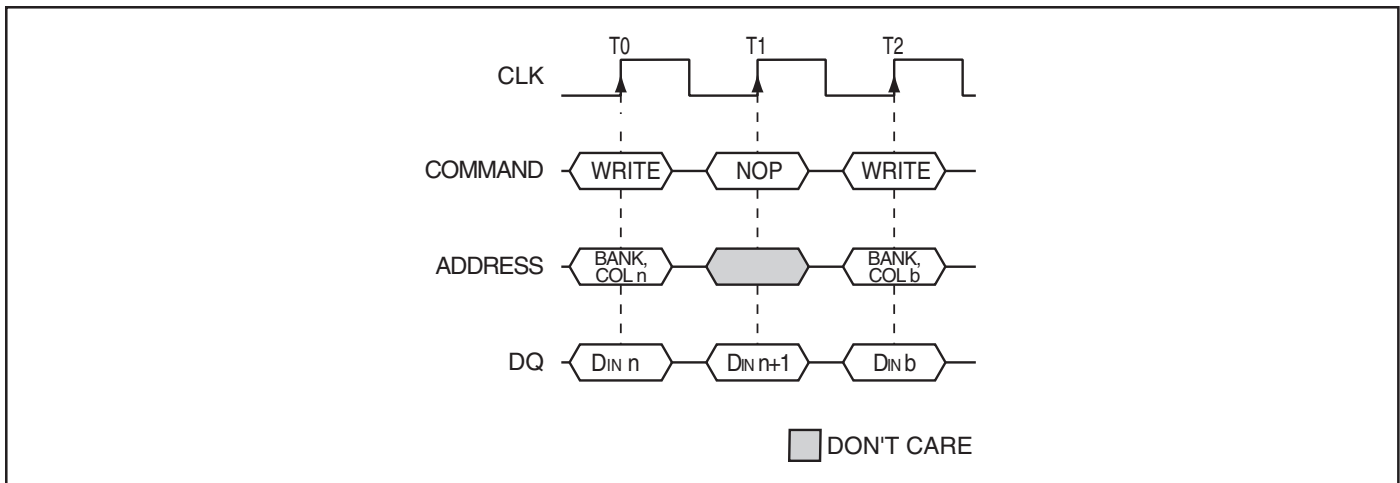 T0 T1 T2
CLK
COMMAND WRITE NOP WRITE
ADDRESS BANK, COL n BANK, COL b
DQ DIN n DIN n+1 DIN b
DON'T CARE